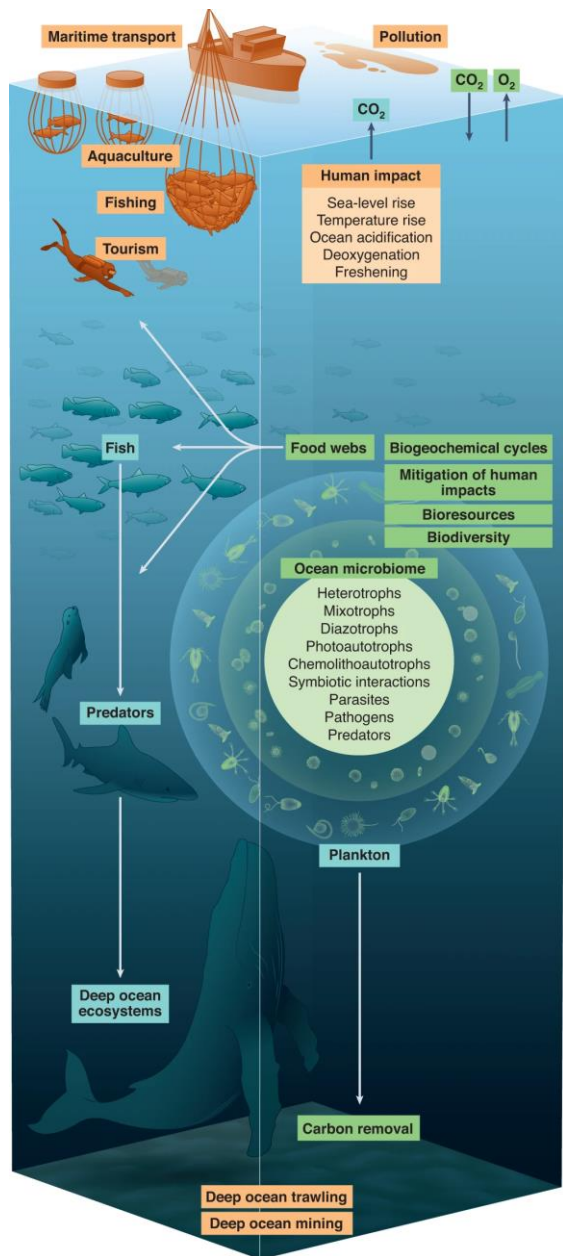 Maritime transport
Pollution
CO₂
O₂
CO₂
Aquaculture
Human impact
Sea-level rise
Temperature rise
Ocean acidification
Deoxygenation
Freshening
Fishing
Tourism
Fish
Food webs
Biogeochemical cycles
Mitigation of human
impacts
Bioresources
Biodiversity
Ocean microbiome
Heterotrophs
Mixotrophs
Diazotrophs
Photoautotrophs
Chemolithoautotrophs
Symbiotic interactions
Parasites
Pathogens
Predators
Predators
Plankton
Deep ocean
ecosystems
Carbon removal
Deep ocean trawling
Deep ocean mining